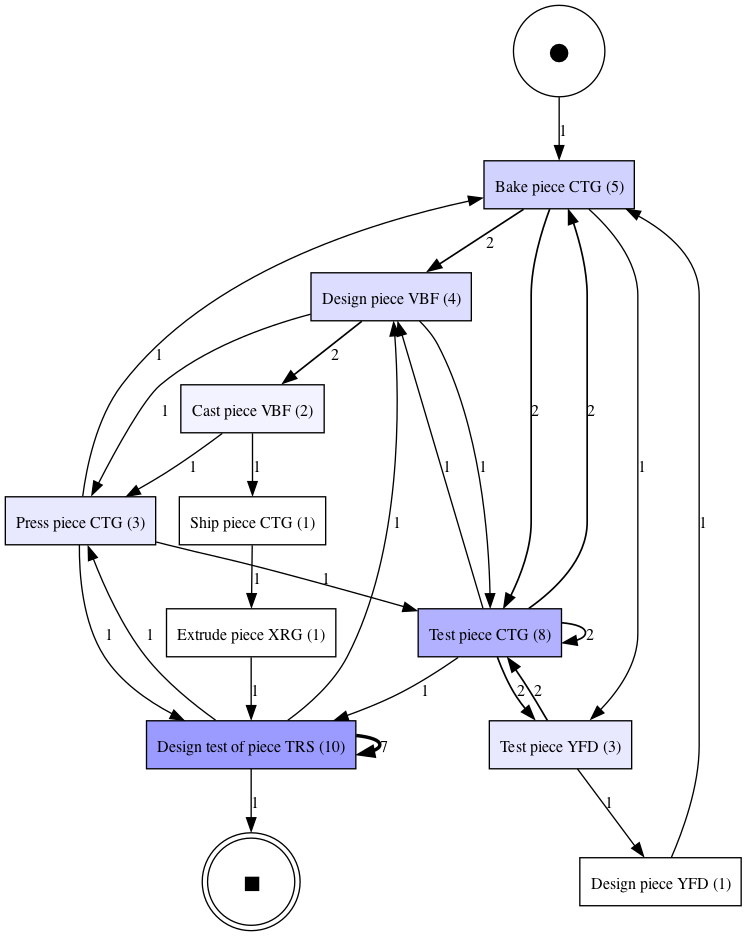 1
Bake piece CTG (5)
2
Design piece VBF (4)
1
2
1
Cast piece VBF (2)
2
2
1
1
1
1
1
Press piece CTG (3)
Ship piece CTG (1)
1
1
1
1
Extrude piece XRG (1)
Test piece CTG (8)
2
1
1
1
1
2
2
Design test of piece TRS (10)
7
Test piece YFD (3)
1
1
Design piece YFD (1)